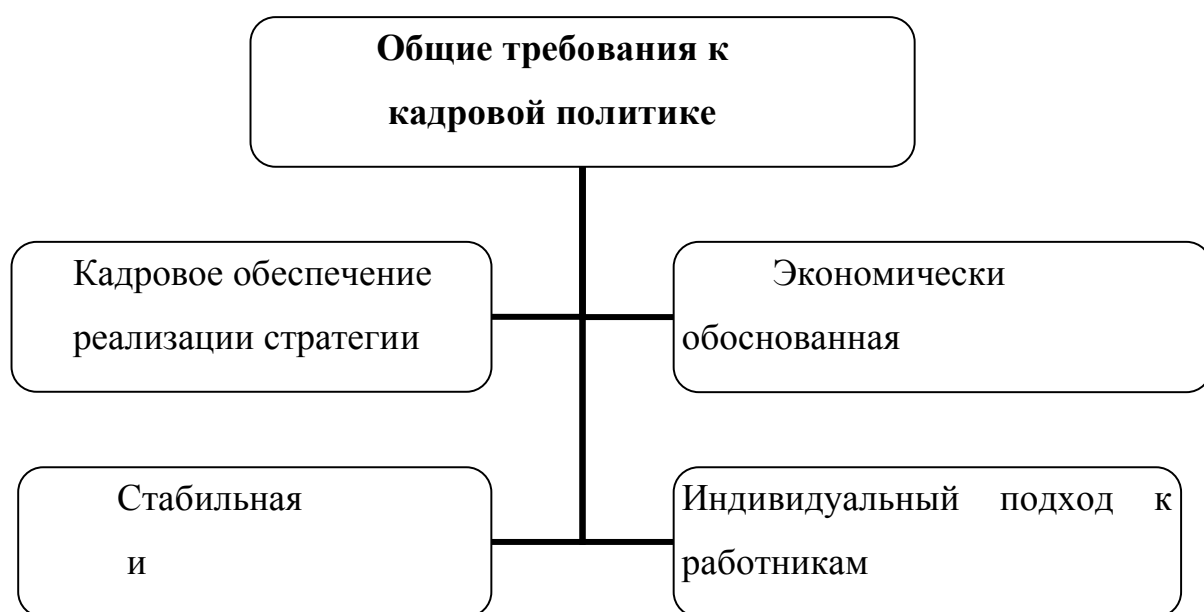 Общие требования к
кадровой политике
Кадровое обеспечение
реализации стратегии
Экономически
обоснованная
Стабильная
и
Индивидуальный подход к
работникам